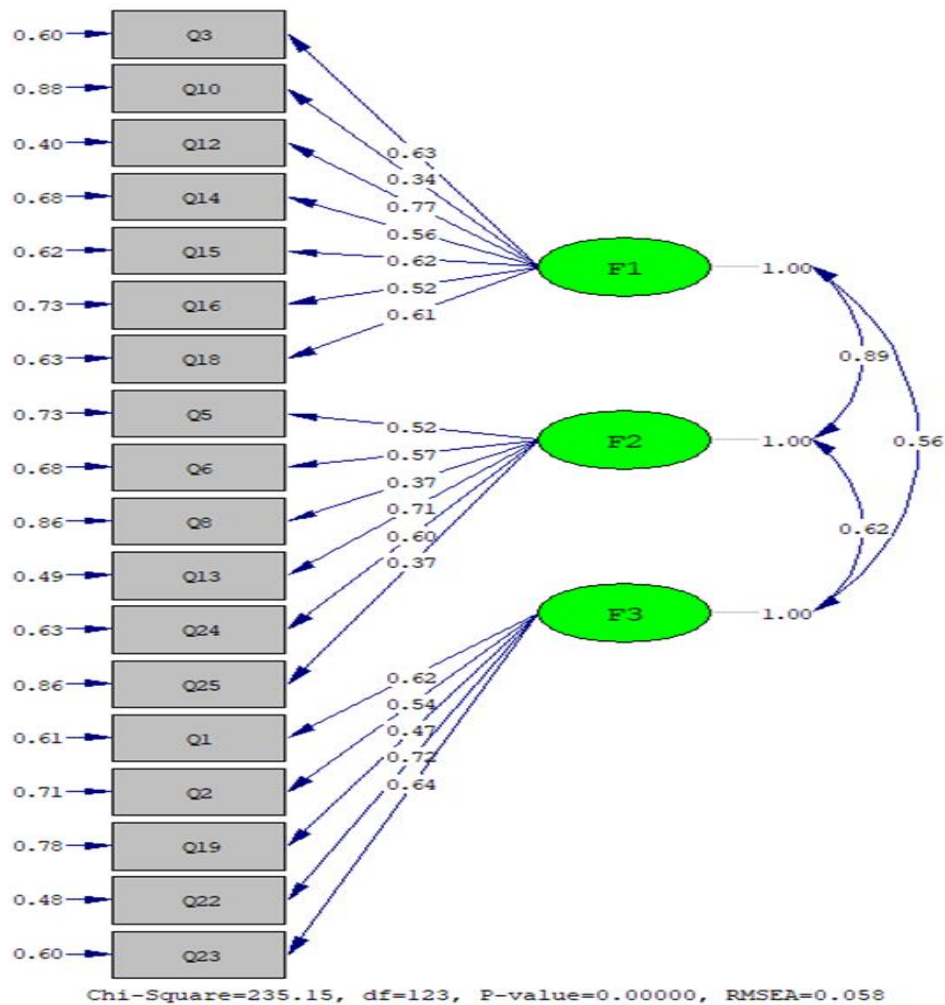 0.60 Q3
0.88 Q10
0.40 Q12
0.63
0.34
0.68 Q14
0.77
0.56
0.62 Q15
0.62
F1 1.00
0.73 Q16
0.52
0.61
0.63 Q18
0.89
0.73 Q5
0.52
F2 1.00 0.56
0.68 Q6
0.57
0.37
0.86 Q8
0.71
0.62
0.60
0.37
0.49 Q13
F3 1.00
0.63 Q24
0.86 Q25
0.62
0.54
0.61 Q1
0.47
0.72
0.64
0.71 Q2
0.78 Q19
0.48 Q22
0.60 Q23
Chi-Square=235.15, df=123, P-value=0.00000, RMSEA=0.058